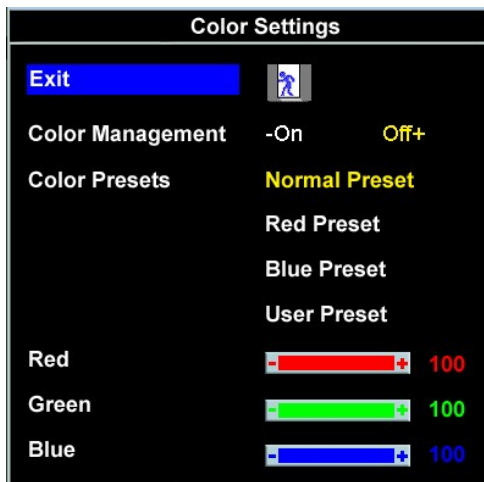 Color Settings
Exit
Color Management -On Off+
Color Presets Normal Preset
Red Preset
Blue Preset
User Preset
Red - + 100
Green - + 100
Blue - + 100